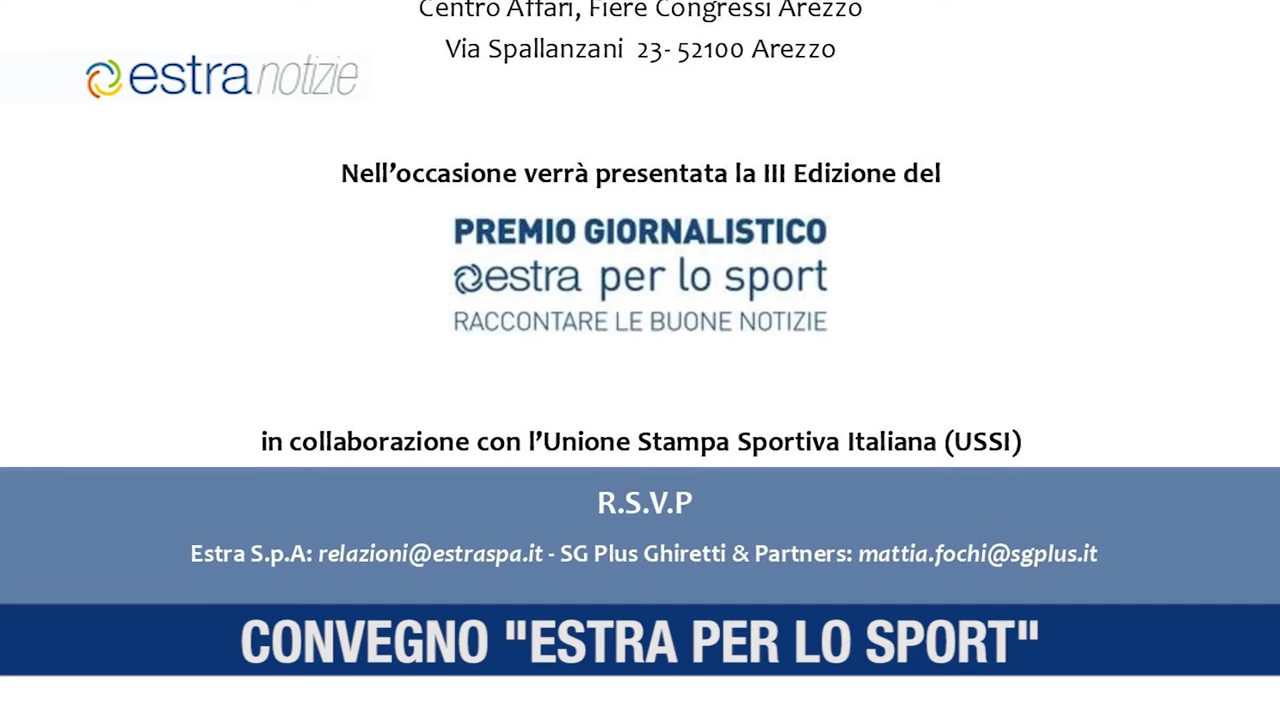 Centro Affari, Fiere Congressi Arezzo
Via Spallanzani 23- 52100 Arezzo
estra notizie
Nell’occasione verrà presentata la III Edizione del
PREMIO GIORNALISTICO
estra per lo sport
RACCONTARE LE BUONE NOTIZIE
in collaborazione con l’Unione Stampa Sportiva Italiana (USSI)
R.S.V.P
Estra S.p.A: relazioni@estraspa.it - SG Plus Ghiretti & Partners: mattia.fochi@sgplus.it
CONVEGNO "ESTRA PER LO SPORT"